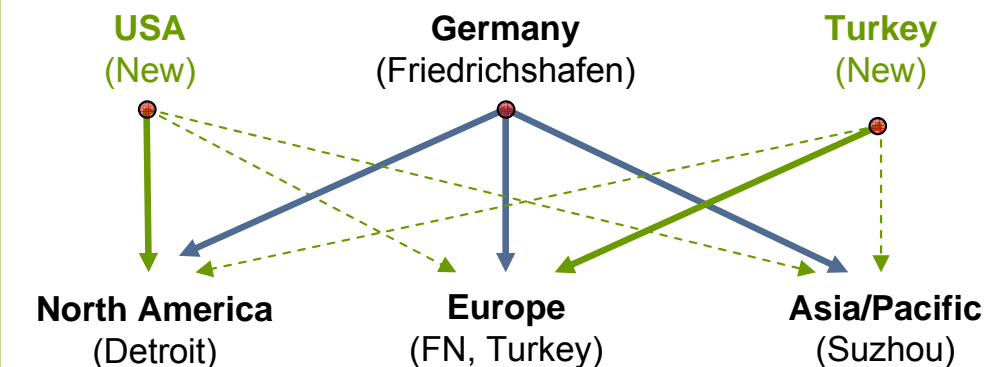 USA
(New)
Germany
(Friedrichshafen)
Turkey
(New)
North America
(Detroit)
Europe
(FN, Turkey)
Asia/Pacific
(Suzhou)